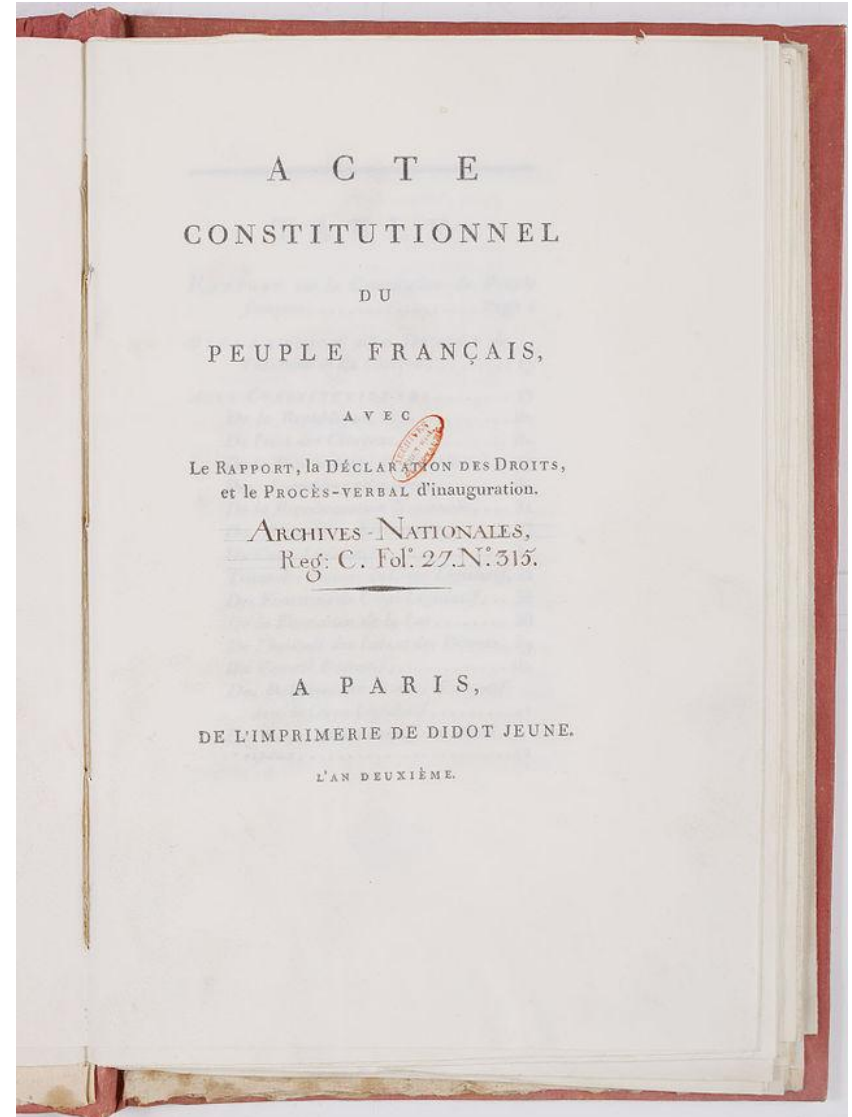 ACTE
CONSTITUTIONNEL
DU
PEUPLE FRANÇAIS,
AVEC
LE RAPPORT, la DÉCLARATION DES DROITS,
et le PROCÈS-VERBAL d'inauguration.
ARCHIVES - NATIONALES,
Reg: C. Fol.º 27. N.º 315.
A PARIS,
DE L'IMPRIMERIE DE DIDOT JEUNE.
L'AN DEUXIÈME.
ARCHIVES